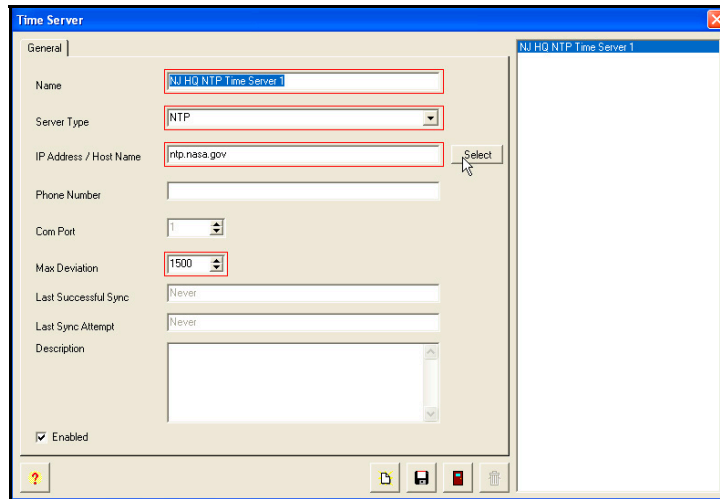 Time Server
General
NJ HQ NTP Time Server 1
Name
NJ HQ NTP Time Server 1
Server Type
NTP
IP Address / Host Name
ntp.nasa.gov
Select
Phone Number
Com Port
1
Max Deviation
1500
Last Successful Sync
Never
Last Sync Attempt
Never
Description
Enabled
?